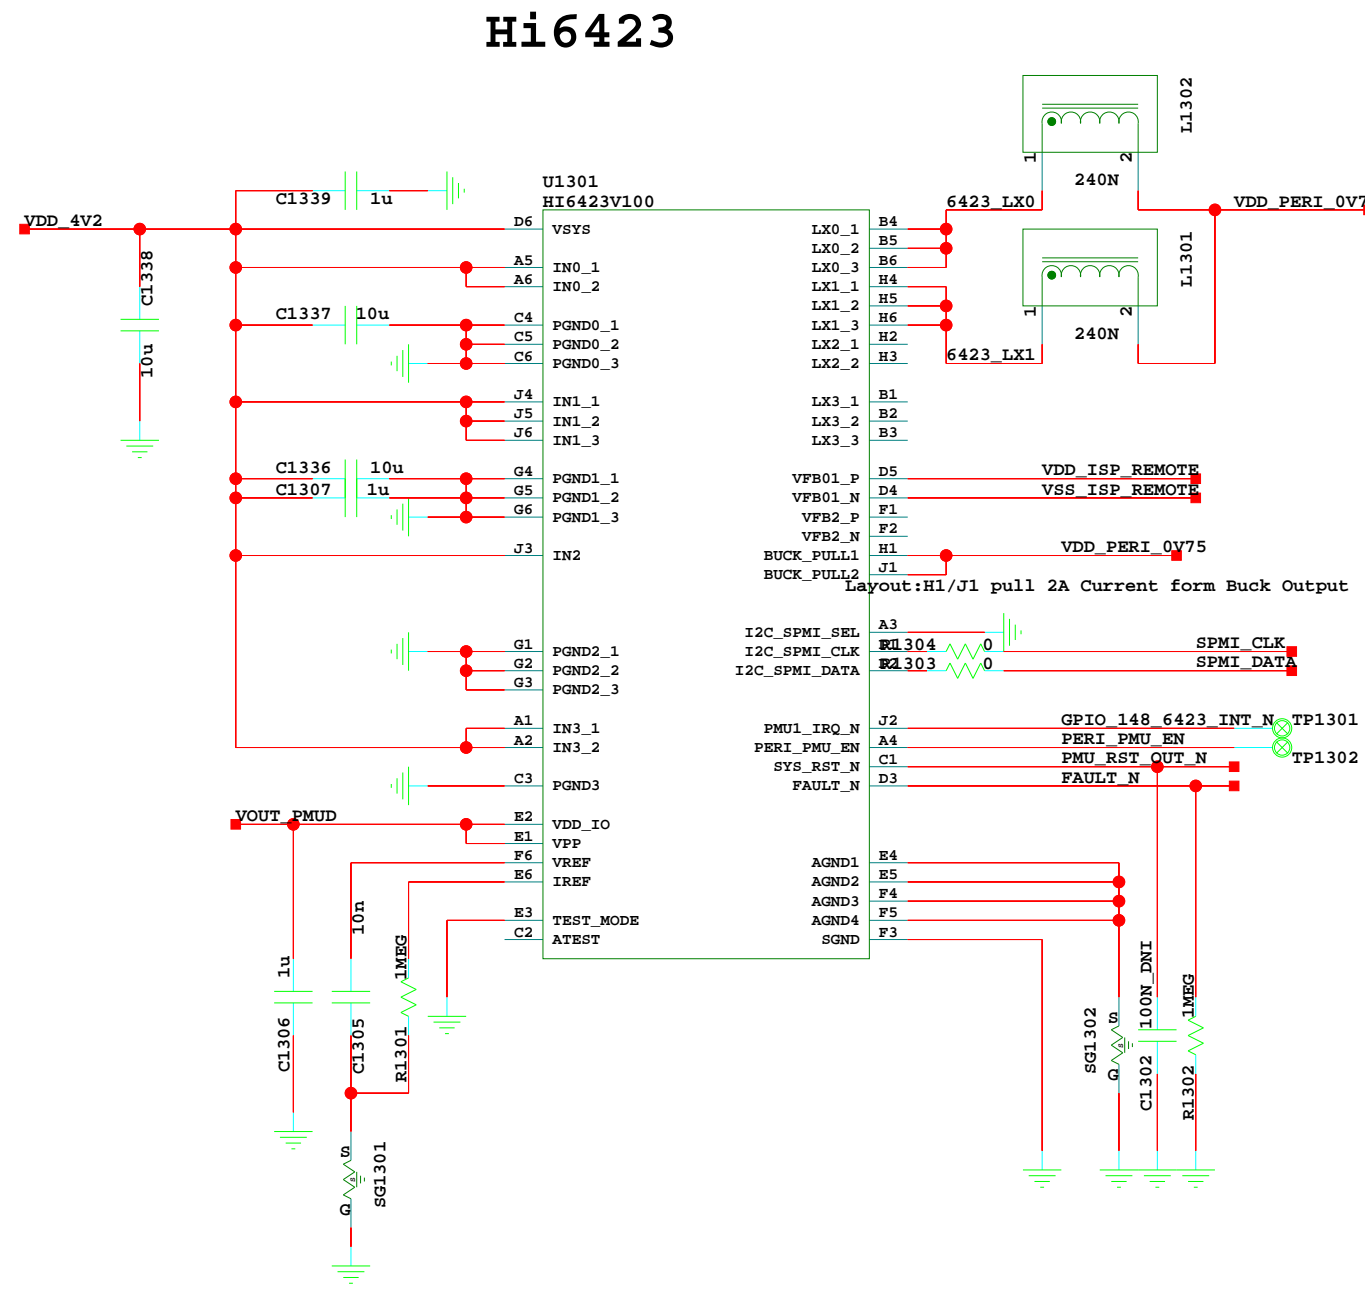 Hi6423
L1302
1
2
240N
C1339
1u
U1301
HI6423V100
6423_LX0
VDD_4V2
D6
VSYS
LX0_1
B4
VDD_PERI_0V7
LX0_2
B5
C1338
10u
A5
IN0_1
LX0_3
B6
L1301
1
2
240N
A6
IN0_2
LX1_1
H4
LX1_2
H5
C1337
10u
C4
PGND0_1
LX1_3
H6
C5
PGND0_2
LX2_1
H2
C6
PGND0_3
LX2_2
H3
6423_LX1
J4
IN1_1
LX3_1
B1
J5
IN1_2
LX3_2
B2
J6
IN1_3
LX3_3
B3
C1336
10u
G4
PGND1_1
VFB01_P
D5
VDD_ISP_REMOTE
C1307
1u
G5
PGND1_2
VFB01_N
D4
VSS_ISP_REMOTE
G6
PGND1_3
VFB2_P
F1
VFB2_N
F2
J3
IN2
BUCK_PULL1
H1
VDD_PERI_0V75
BUCK_PULL2
J1
Layout:H1/J1 pull 2A Current form Buck Output
I2C_SPMI_SEL
A3
G1
PGND2_1
I2C_SPMI_CLK
R1304
0
SPMI_CLK
G2
PGND2_2
I2C_SPMI_DATA
R1303
0
SPMI_DATA
G3
PGND2_3
A1
IN3_1
PMU1_IRQ_N
J2
GPIO_148_6423_INT_N
TP1301
A2
IN3_2
PERI_PMU_EN
A4
PERI_PMU_EN
TP1302
SYS_RST_N
C1
PMU_RST_OUT_N
C3
PGND3
FAULT_N
D3
FAULT_N
VOUT_PMUD
E2
VDD_IO
E1
VPP
F6
VREF
AGND1
E4
E6
IREF
AGND2
E5
AGND3
F4
E3
TEST_MODE
AGND4
F5
C2
ATEST
SGND
F3
1u
C1306
10n
C1305
1MEG
R1301
S
SG1301
G
S
SG1302
G
100N_DNI
C1302
1MEG
R1302